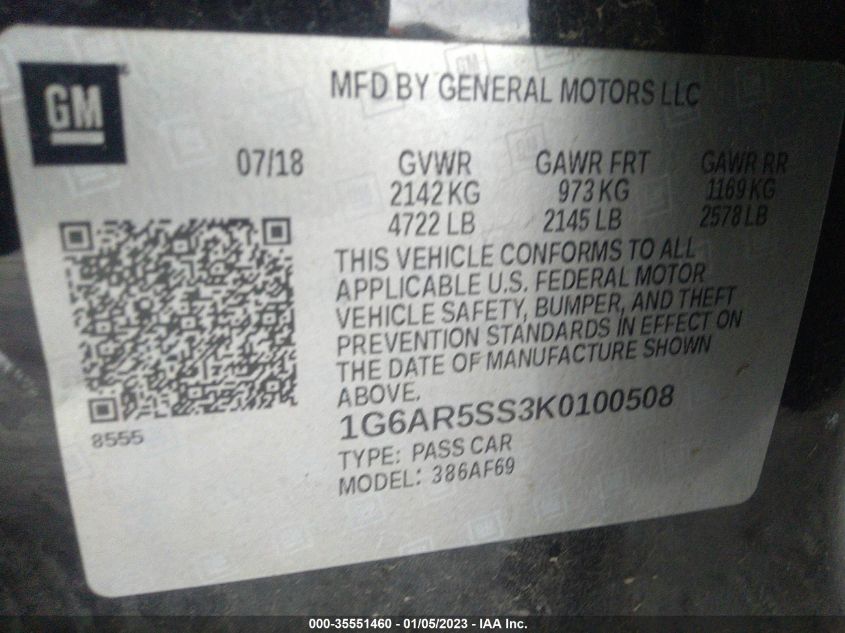 GM
MFD BY GENERAL MOTORS LLC
07/18
GVWR GAWR FRT GAWR RR
2142 KG 973 KG 1169 KG
4722 LB 2145 LB 2578 LB
THIS VEHICLE CONFORMS TO ALL
APPLICABLE U.S. FEDERAL MOTOR
VEHICLE SAFETY, BUMPER, AND THEFT
PREVENTION STANDARDS IN EFFECT ON
THE DATE OF MANUFACTURE SHOWN
ABOVE.
8555
1G6AR5SS3K0100508
TYPE: PASS CAR
MODEL: 386AF69
000-35551460 - 01/05/2023 - IAA Inc.